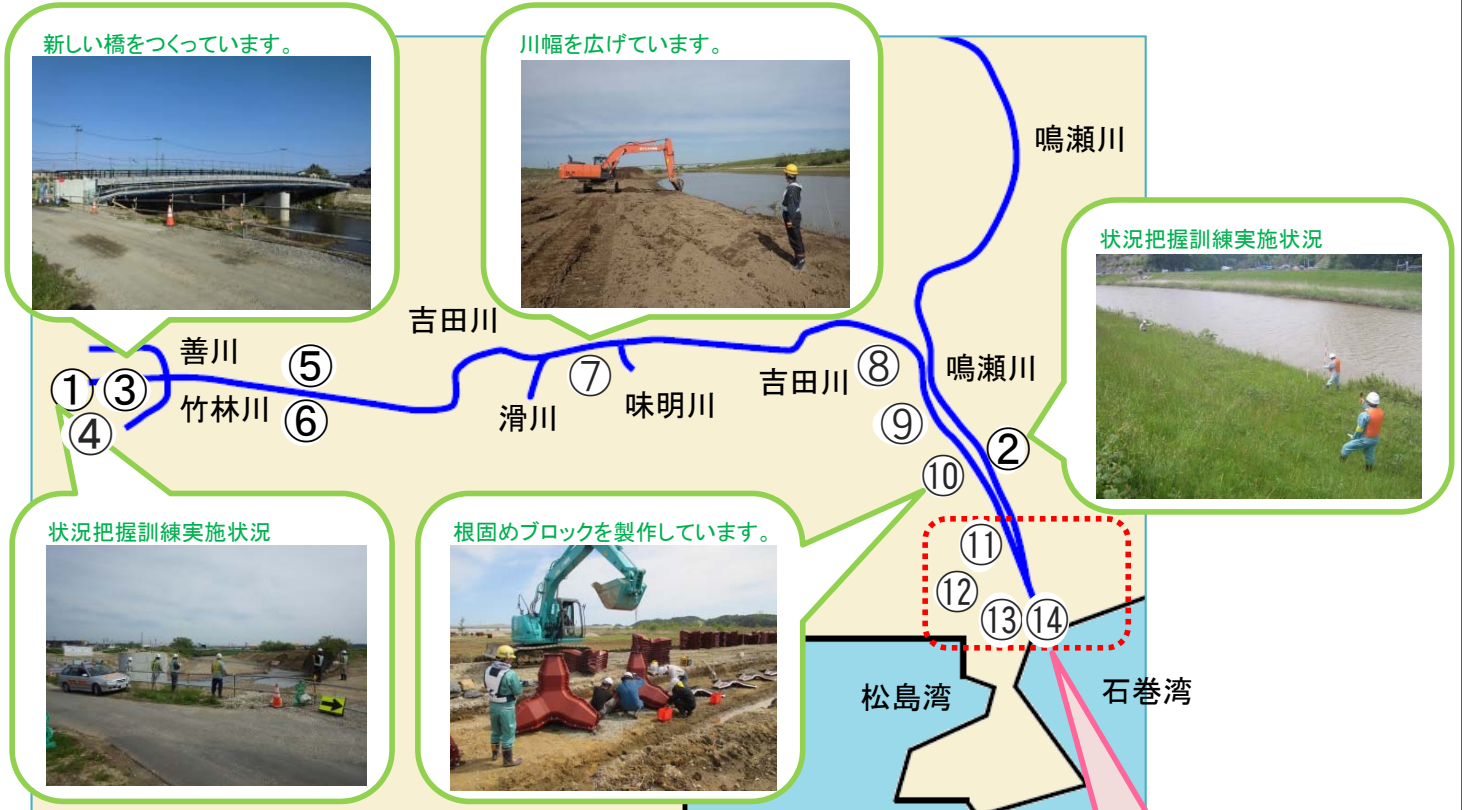 新しい橋をつくっています。
川幅を広げています。
鳴瀬川
状況把握訓練実施状況
吉田川
善川
⑤
①
③
竹林川
⑥
④
滑川
⑦
味明川
吉田川
⑧
鳴瀬川
⑨
②
⑩
状況把握訓練実施状況
根固めブロックを製作しています。
⑪
⑫
⑬
⑭
松島湾
石巻湾